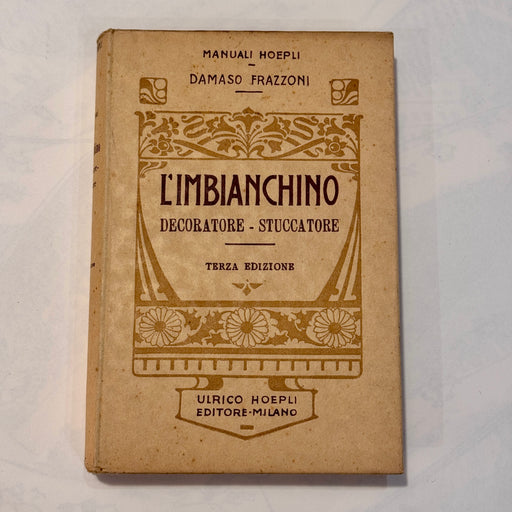 MANUALI HOEPLI
DAMASO FRAZZONI
L'IMBIANCHINO
DECORATORE - STUCCATORE
TERZA EDIZIONE
ULRICO HOEPLI
EDITORE-MILANO